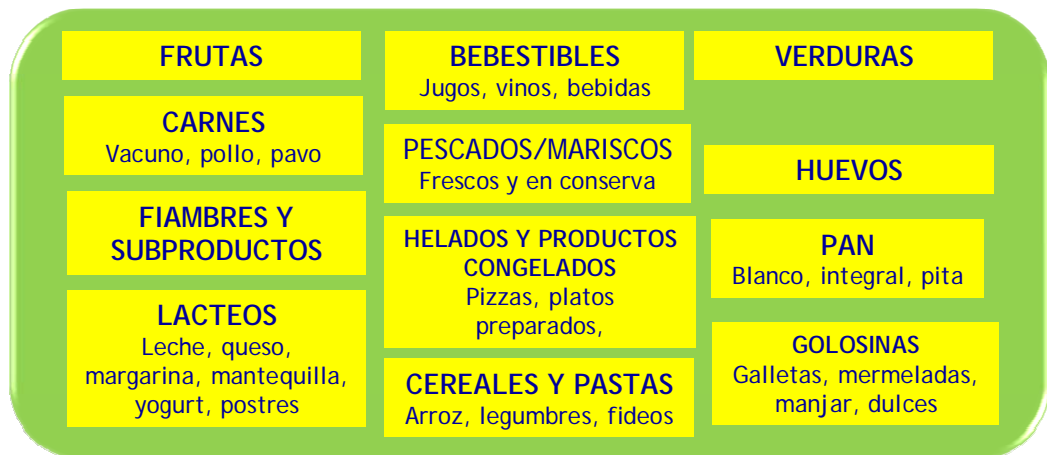 FRUTAS
CARNES
Vacuno, pollo, pavo
FIAMBRES Y
SUBPRODUCTOS
LACTEOS
Leche, queso,
margarina, mantequilla,
yogurt, postres
BEBESTIBLES
Jugos, vinos, bebidas
PESCADOS/MARISCOS
Frescos y en conserva
HELADOS Y PRODUCTOS
CONGELADOS
Pizzas, platos
preparados,
CEREALES Y PASTAS
Arroz, legumbres, fideos
VERDURAS
HUEVOS
PAN
Blanco, integral, pita
GOLOSINAS
Galletas, mermeladas,
manjar, dulces